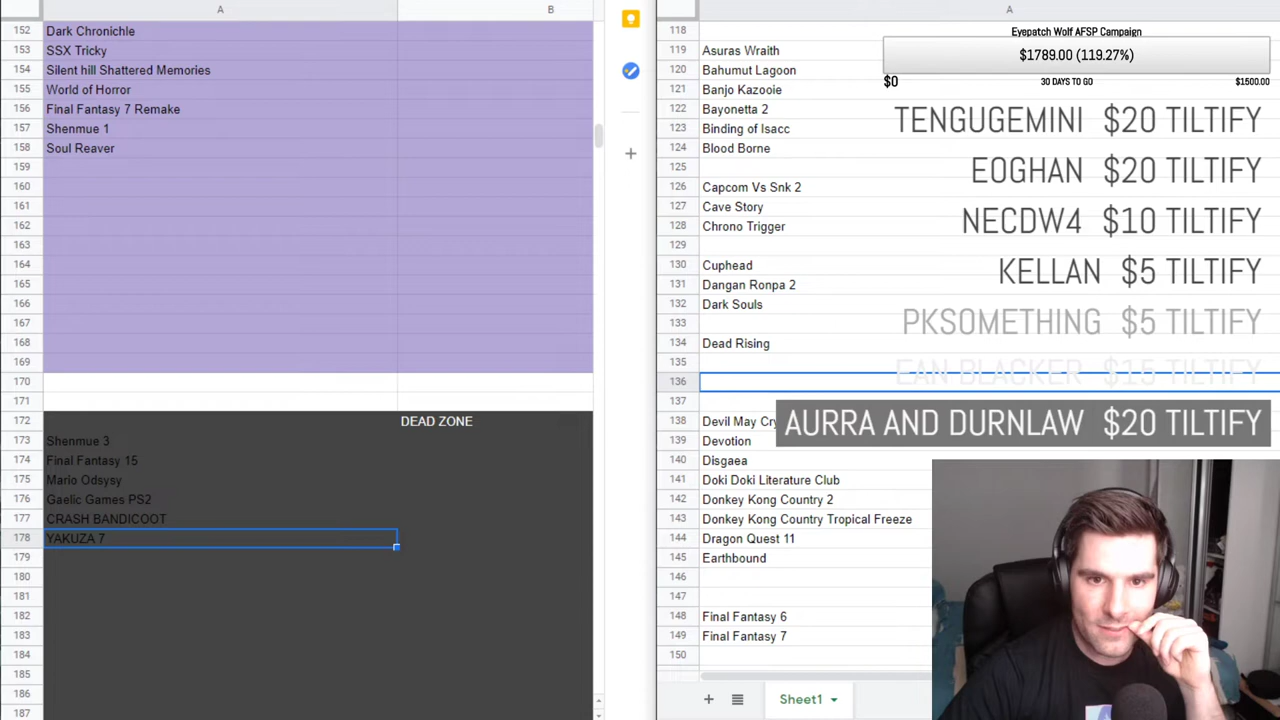 A
B
152 Dark Chronichle
153 SSX Tricky
154 Silent hill Shattered Memories
155 World of Horror
156 Final Fantasy 7 Remake
157 Shenmue 1
158 Soul Reaver
159
160
161
162
163
164
165
166
167
168
169
170
171
172 DEAD ZONE
173 Shenmue 3
174 Final Fantasy 15
175 Mario Odsysy
176 Gaelic Games PS2
177 CRASH BANDICOOT
178 YAKUZA 7
179
180
181
182
183
184
185
186
187
A
118
119 Asuras Wraith
120 Bahumut Lagoon
121 Banjo Kazooie
122 Bayonetta 2
123 Binding of Isacc
124 Blood Borne
125
126 Capcom Vs Snk 2
127 Cave Story
128 Chrono Trigger
129
130 Cuphead
131 Dangan Ronpa 2
132 Dark Souls
133
134 Dead Rising
135
136
137
138 Devil May Cry
139 Devotion
140 Disgaea
141 Doki Doki Literature Club
142 Donkey Kong Country 2
143 Donkey Kong Country Tropical Freeze
144 Dragon Quest 11
145 Earthbound
146
147
148 Final Fantasy 6
149 Final Fantasy 7
150
Sheet1
Eyepatch Wolf AFSP Campaign
$1789.00 (119.27%)
$0 30 DAYS TO GO $1500.00
TENGUGEMINI $20 TILTIFY
EOGHAN $20 TILTIFY
NECDW4 $10 TILTIFY
KELLAN $5 TILTIFY
PKSOMETHING $5 TILTIFY
EAN BLACKER $15 TILTIFY
AURRA AND DURNLAW $20 TILTIFY